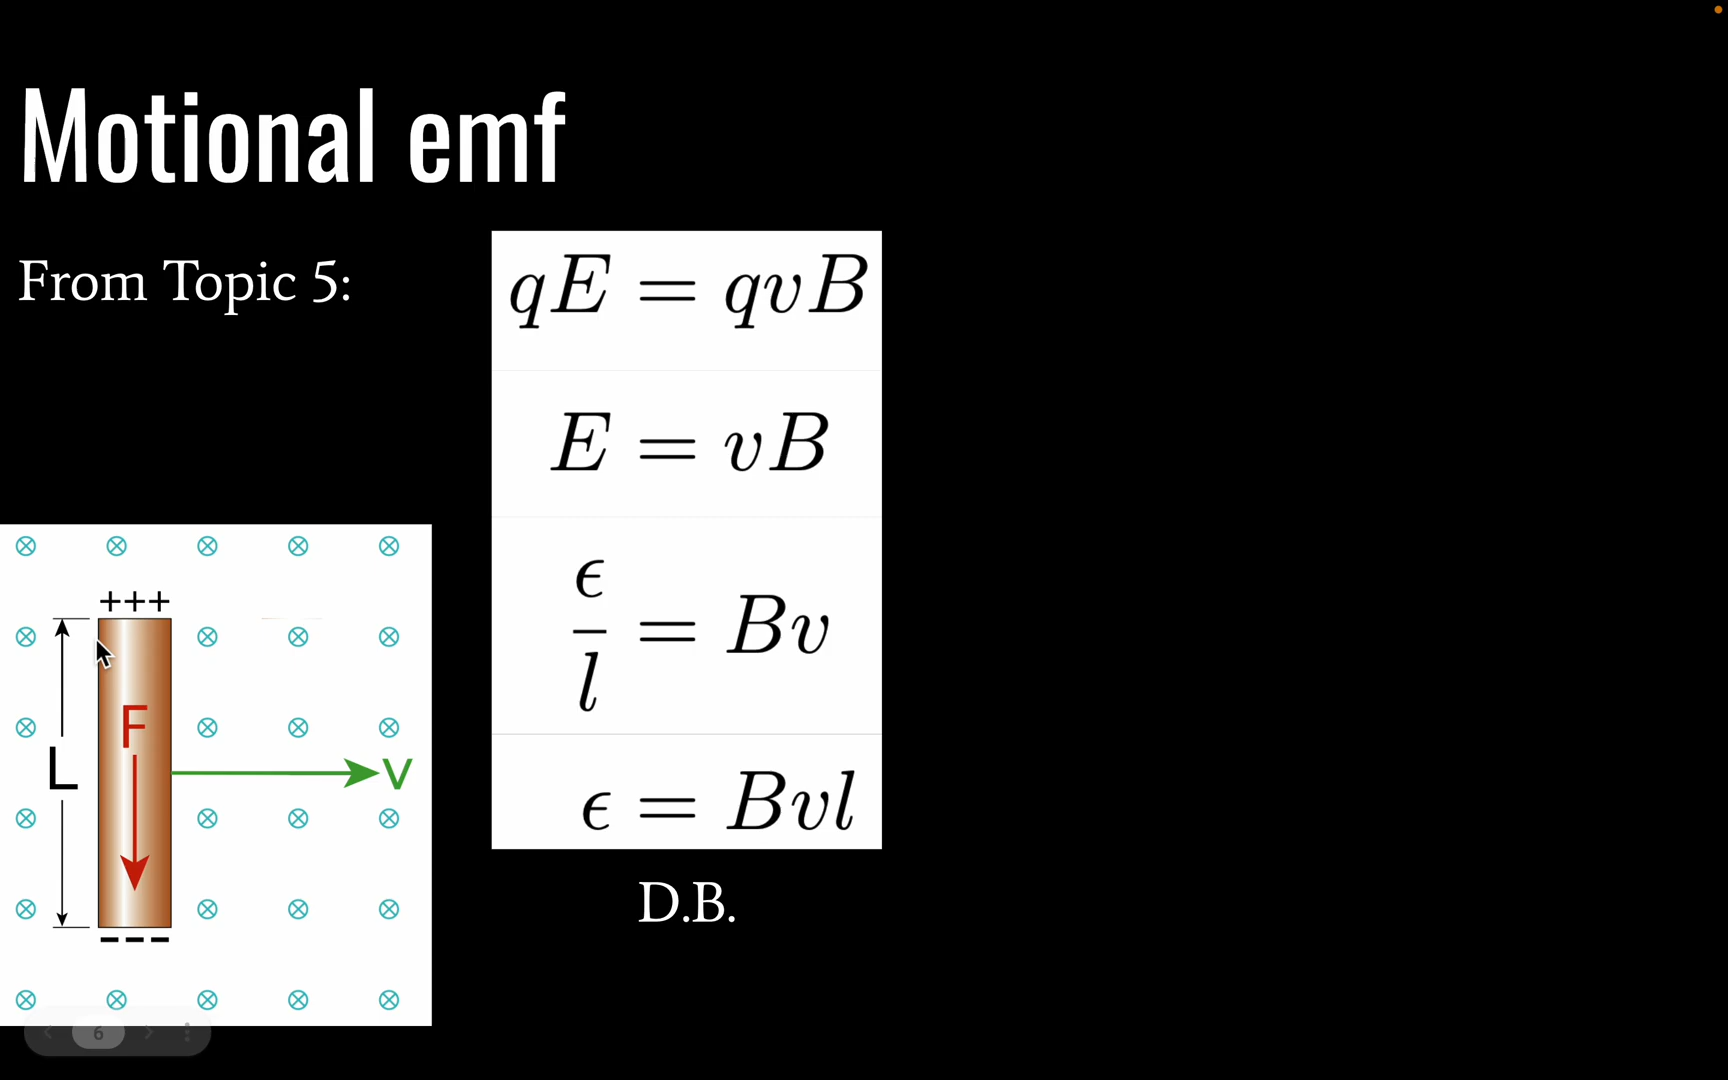 Motional emf
From Topic 5:
qE = qvB
E = vB
ϵ/l = Bv
ϵ = Bvl
D.B.
+++
F
L
v
---
6